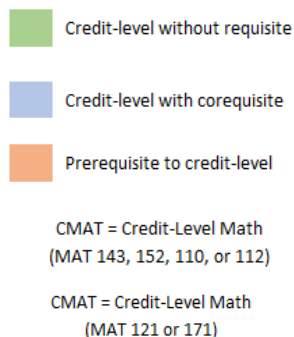 Credit-level without requisite
Credit-level with corequisite
Prerequisite to credit-level
CMAT = Credit-Level Math
(MAT 143, 152, 110, or 112)
CMAT = Credit-Level Math
(MAT 121 or 171)